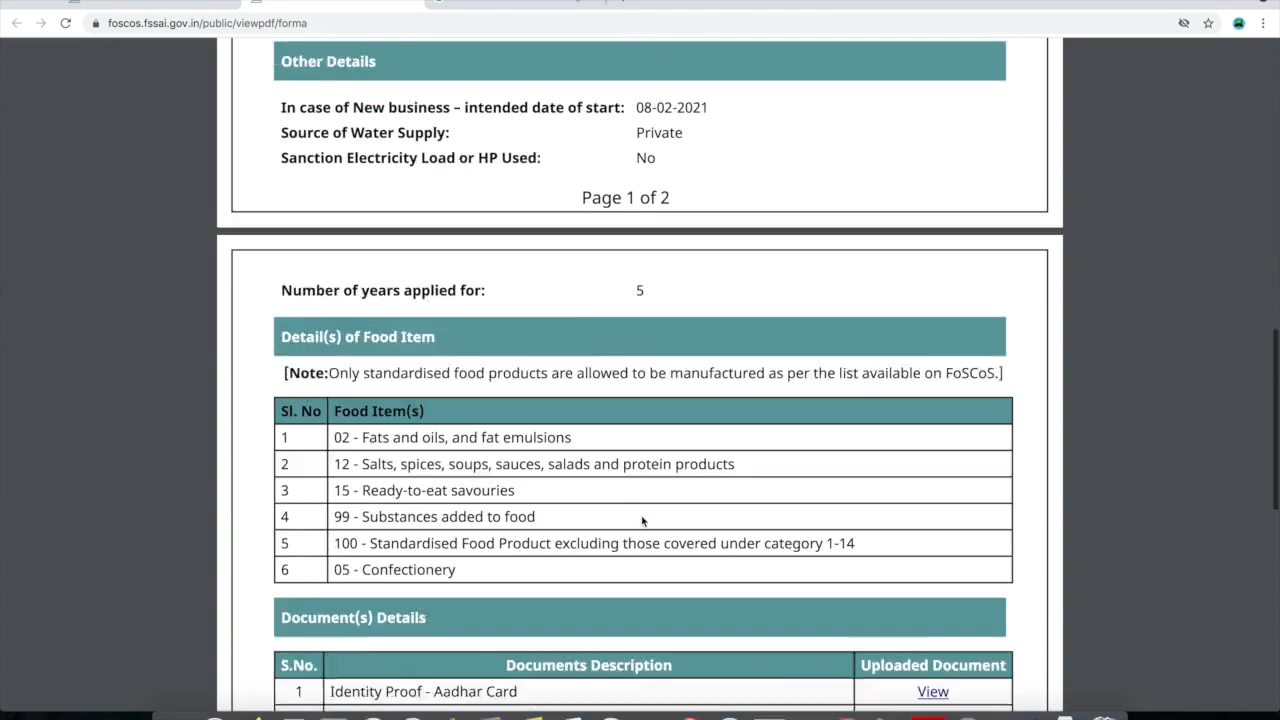 foscos.fssai.gov.in/public/viewpdf/forma
Other Details
In case of New business – intended date of start: 08-02-2021
Source of Water Supply: Private
Sanction Electricity Load or HP Used: No
Page 1 of 2
Number of years applied for: 5
Detail(s) of Food Item
[Note:Only standardised food products are allowed to be manufactured as per the list available on FoSCoS.]
Sl. No Food Item(s)
1 02 - Fats and oils, and fat emulsions
2 12 - Salts, spices, soups, sauces, salads and protein products
3 15 - Ready-to-eat savouries
4 99 - Substances added to food
5 100 - Standardised Food Product excluding those covered under category 1-14
6 05 - Confectionery
Document(s) Details
S.No. Documents Description Uploaded Document
1 Identity Proof - Aadhar Card View